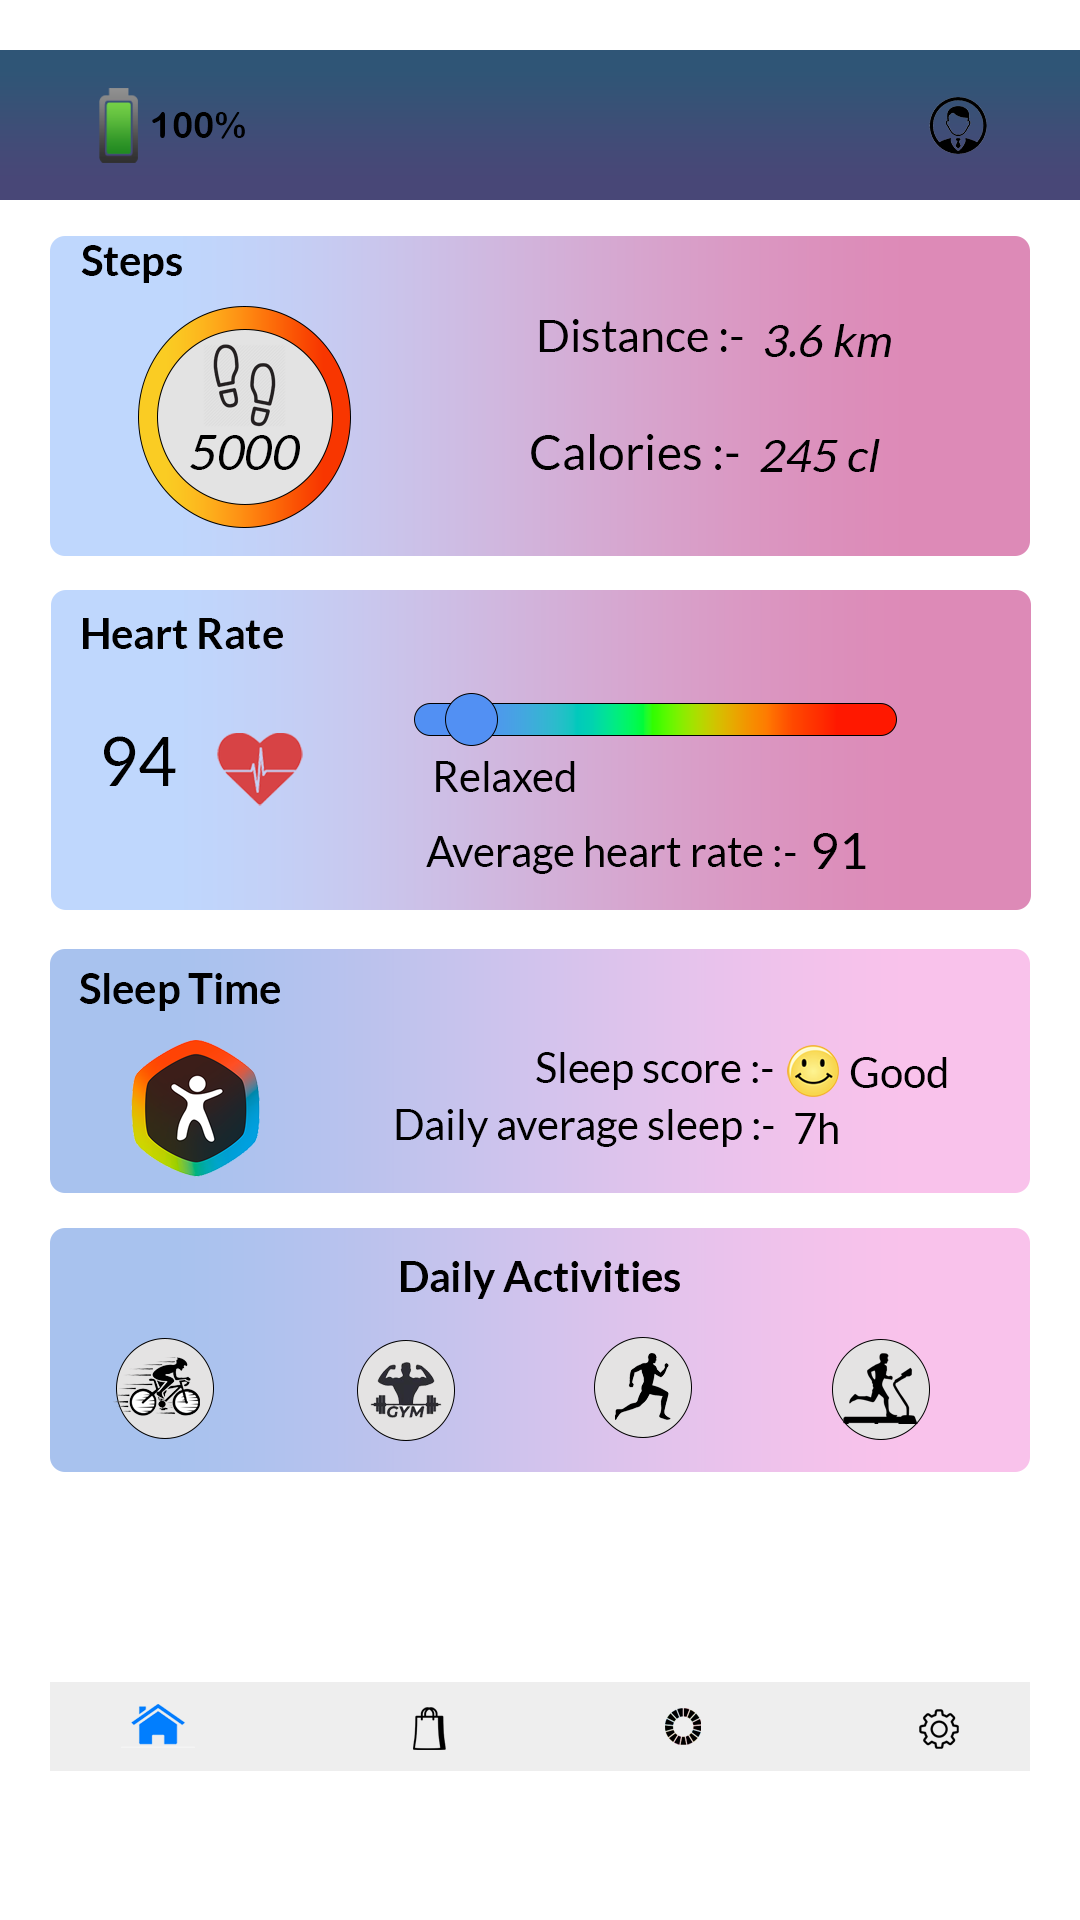 100%
Steps
Distance :- 3.6 km
5000
Calories :- 245 cl
Heart Rate
94
Relaxed
Average heart rate :- 91
Sleep Time
Sleep score :- Good
Daily average sleep :- 7h
Daily Activities
GYM